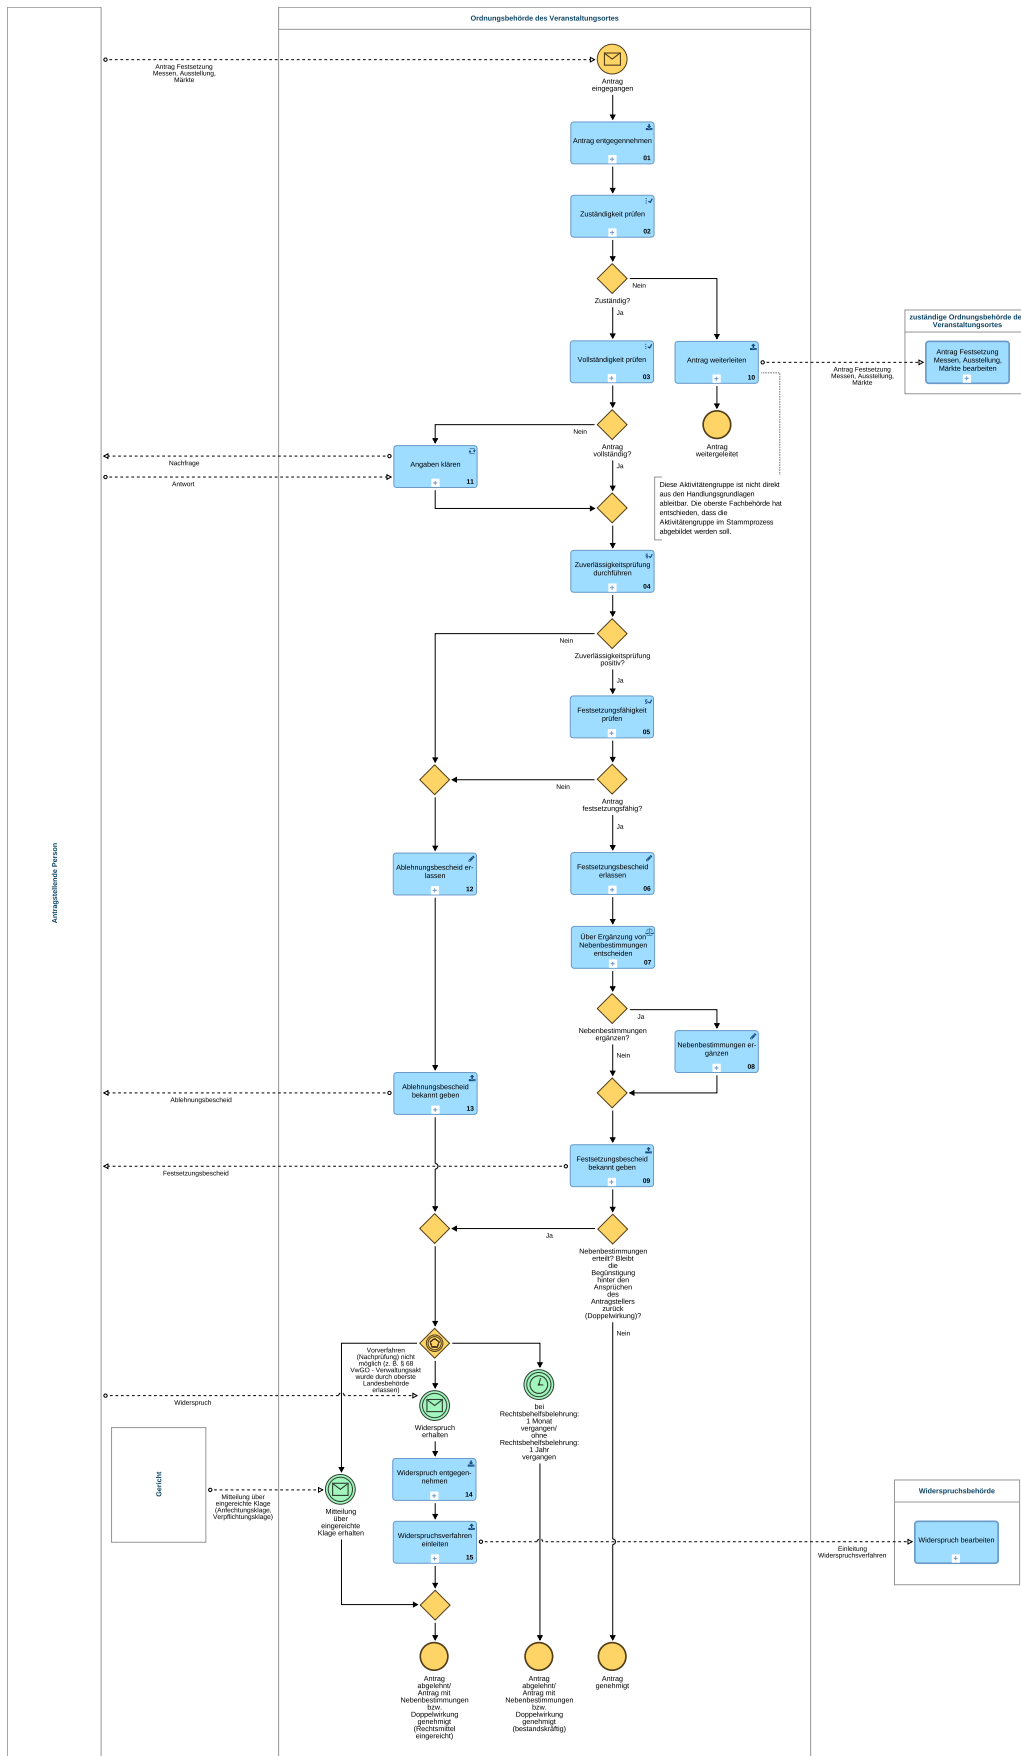 Ordnungsbehörde des Veranstaltungsortes
Antrag Festsetzung
Messen, Ausstellung,
Märkte
Antrag
eingegangen
Antrag entgegennehmen
01
Zuständigkeit prüfen
02
Nein
Zuständig?
Ja
zuständige Ordnungsbehörde de
Veranstaltungsortes
Vollständigkeit prüfen
03
Antrag weiterleiten
10
Antrag Festsetzung
Messen, Ausstellung,
Märkte
Antrag Festsetzung
Messen, Ausstellung,
Märkte bearbeiten
Nein
Antrag
vollständig?
Ja
Antrag
weitergeleitet
Nachfrage
Antwort
Angaben klären
11
Diese Aktivitätengruppe ist nicht direkt
aus den Handlungsgrundlagen
ableitbar. Die oberste Fachbehörde hat
entschieden, dass die
Aktivitätengruppe im Stammprozess
abgebildet werden soll.
Zuverlässigkeitsprüfung
durchführen
04
Nein
Zuverlässigkeitsprüfung
positiv?
Ja
Festsetzungsfähigkeit
prüfen
05
Nein
Antrag
festsetzungsfähig?
Ja
Antragstellende Person
Ablehnungsbescheid er-
lassen
12
Festsetzungsbescheid
erlassen
06
Über Ergänzung von
Nebenbestimmungen
entscheiden
07
Ja
Nebenbestimmungen
ergänzen?
Nein
Nebenbestimmungen er-
gänzen
08
Ablehnungsbescheid
Ablehnungsbescheid
bekannt geben
13
Festsetzungsbescheid
Festsetzungsbescheid
bekannt geben
09
Ja
Nebenbestimmungen
erteilt? Bleibt
die
Begünstigung
hinter den
Ansprüchen
des
Antragstellers
zurück
(Doppelwirkung)?
Nein
Vorverfahren
(Nachprüfung) nicht
möglich (z. B. § 68
VwGO - Verwaltungsakt
wurde durch oberste
Landesbehörde
erlassen)
Widerspruch
Widerspruch
erhalten
bei
Rechtsbehelfsbelehrung:
1 Monat
vergangen/
ohne
Rechtsbehelfsbelehrung:
1 Jahr
vergangen
Gericht
Mitteilung über
eingereichte Klage
(Anfechtungsklage,
Verpflichtungsklage)
Mitteilung
über
eingereichte
Klage erhalten
Widerspruch entgegen-
nehmen
14
Widerspruchsverfahren
einleiten
15
Einleitung
Widerspruchsverfahren
Widerspruchsbehörde
Widerspruch bearbeiten
Antrag
abgelehnt/
Antrag mit
Nebenbestimmungen
bzw.
Doppelwirkung
genehmigt
(Rechtsmittel
eingereicht)
Antrag
abgelehnt/
Antrag mit
Nebenbestimmungen
bzw.
Doppelwirkung
genehmigt
(bestandskräftig)
Antrag
genehmigt